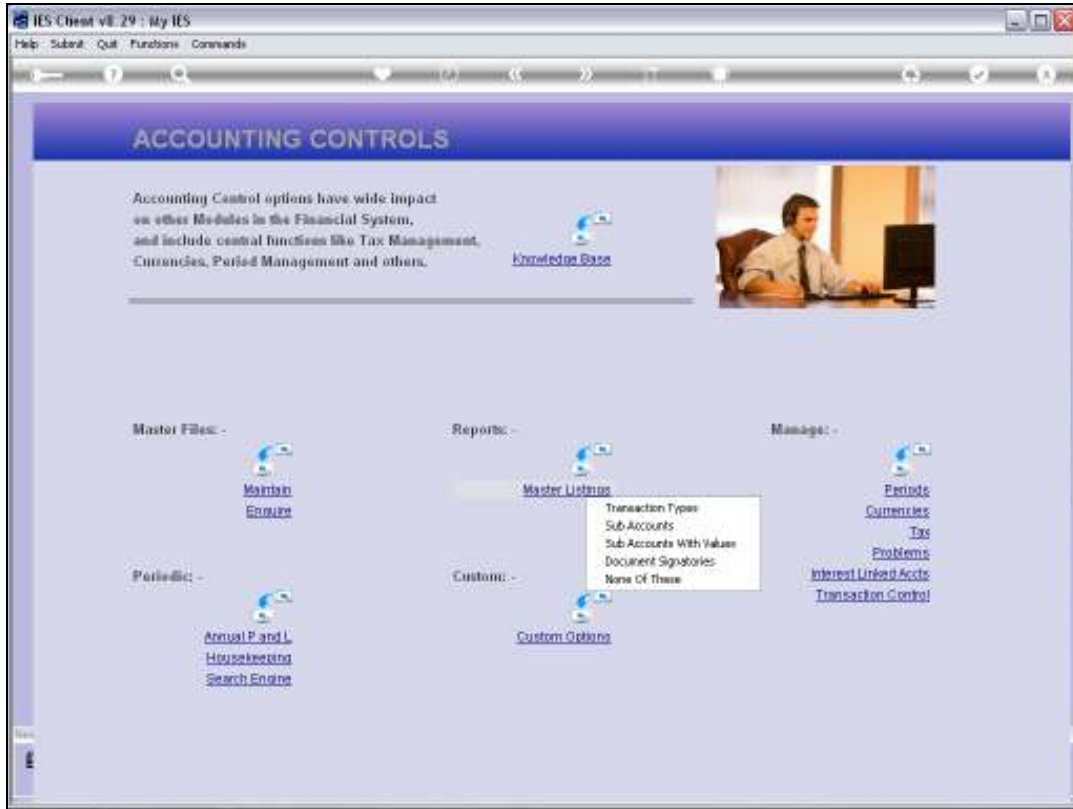 IES Client v8.29 : My IES
Help Submit Quit Functions Commands
ACCOUNTING CONTROLS
Accounting Control options have wide impact
on other Modules in the Financial System,
and include central functions like Tax Management,
Currencies, Period Management and others.
Knowledge Base
Master Files: -
Reports: -
Manage: -
Maintain
Enquire
Master Listings
Transaction Types
Sub Accounts
Sub Accounts With Values
Document Signatories
None Of These
Periods
Currencies
Tax
Problems
Interest Linked Accts
Transaction Control
Periodic: -
Custom: -
Annual P and L
Housekeeping
Search Engine
Custom Options